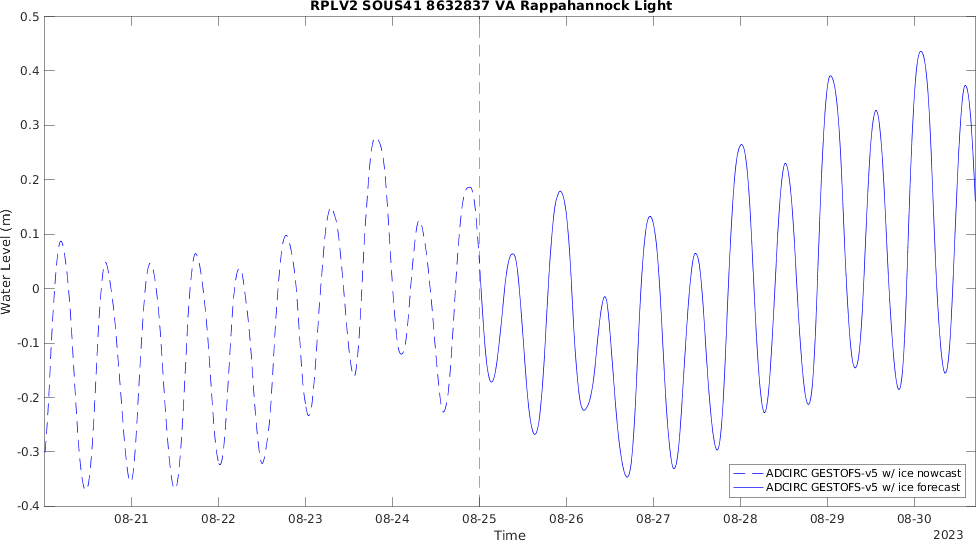 RPLV2 SOUS41 8632837 VA Rappahannock Light
0.5
0.4
0.3
0.2
0.1
0
-0.1
-0.2
-0.3
-0.4
Water Level (m)
ADCIRC GESTOFS-v5 w/ ice nowcast
ADCIRC GESTOFS-v5 w/ ice forecast
08-21 08-22 08-23 08-24 08-25 08-26 08-27 08-28 08-29 08-30
Time
2023